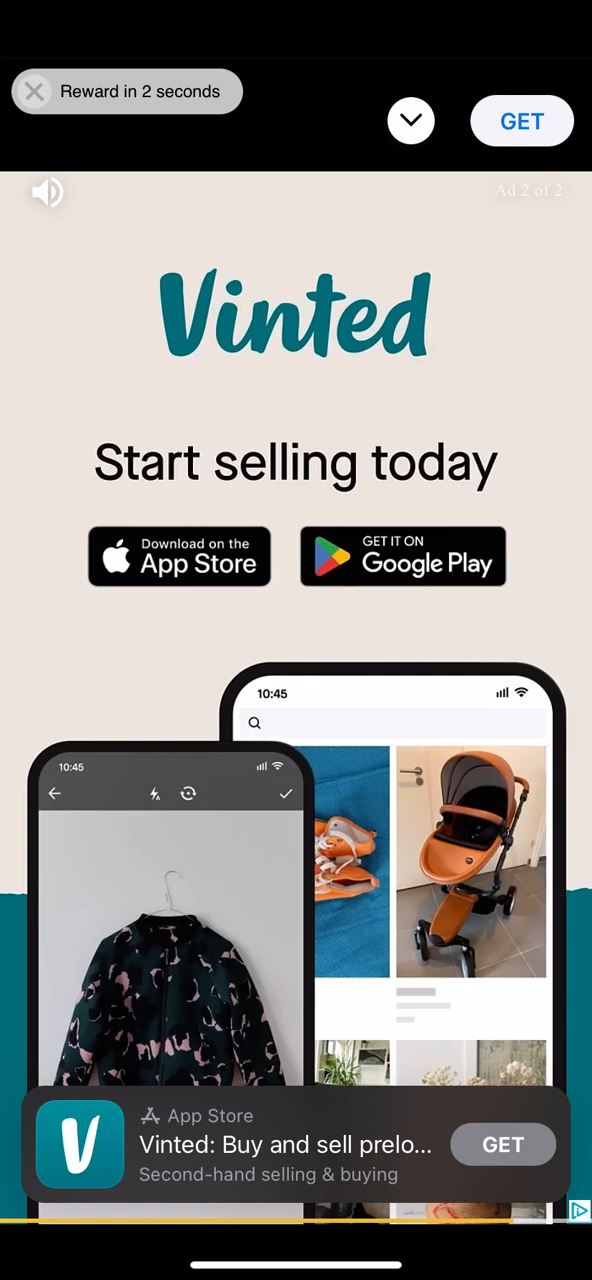 Reward in 2 seconds
GET
Ad 2 of 2
Vinted
Start selling today
Download on the
App Store
GET IT ON
Google Play
10:45
10:45
App Store
Vinted: Buy and sell prelo...
GET
Second-hand selling & buying